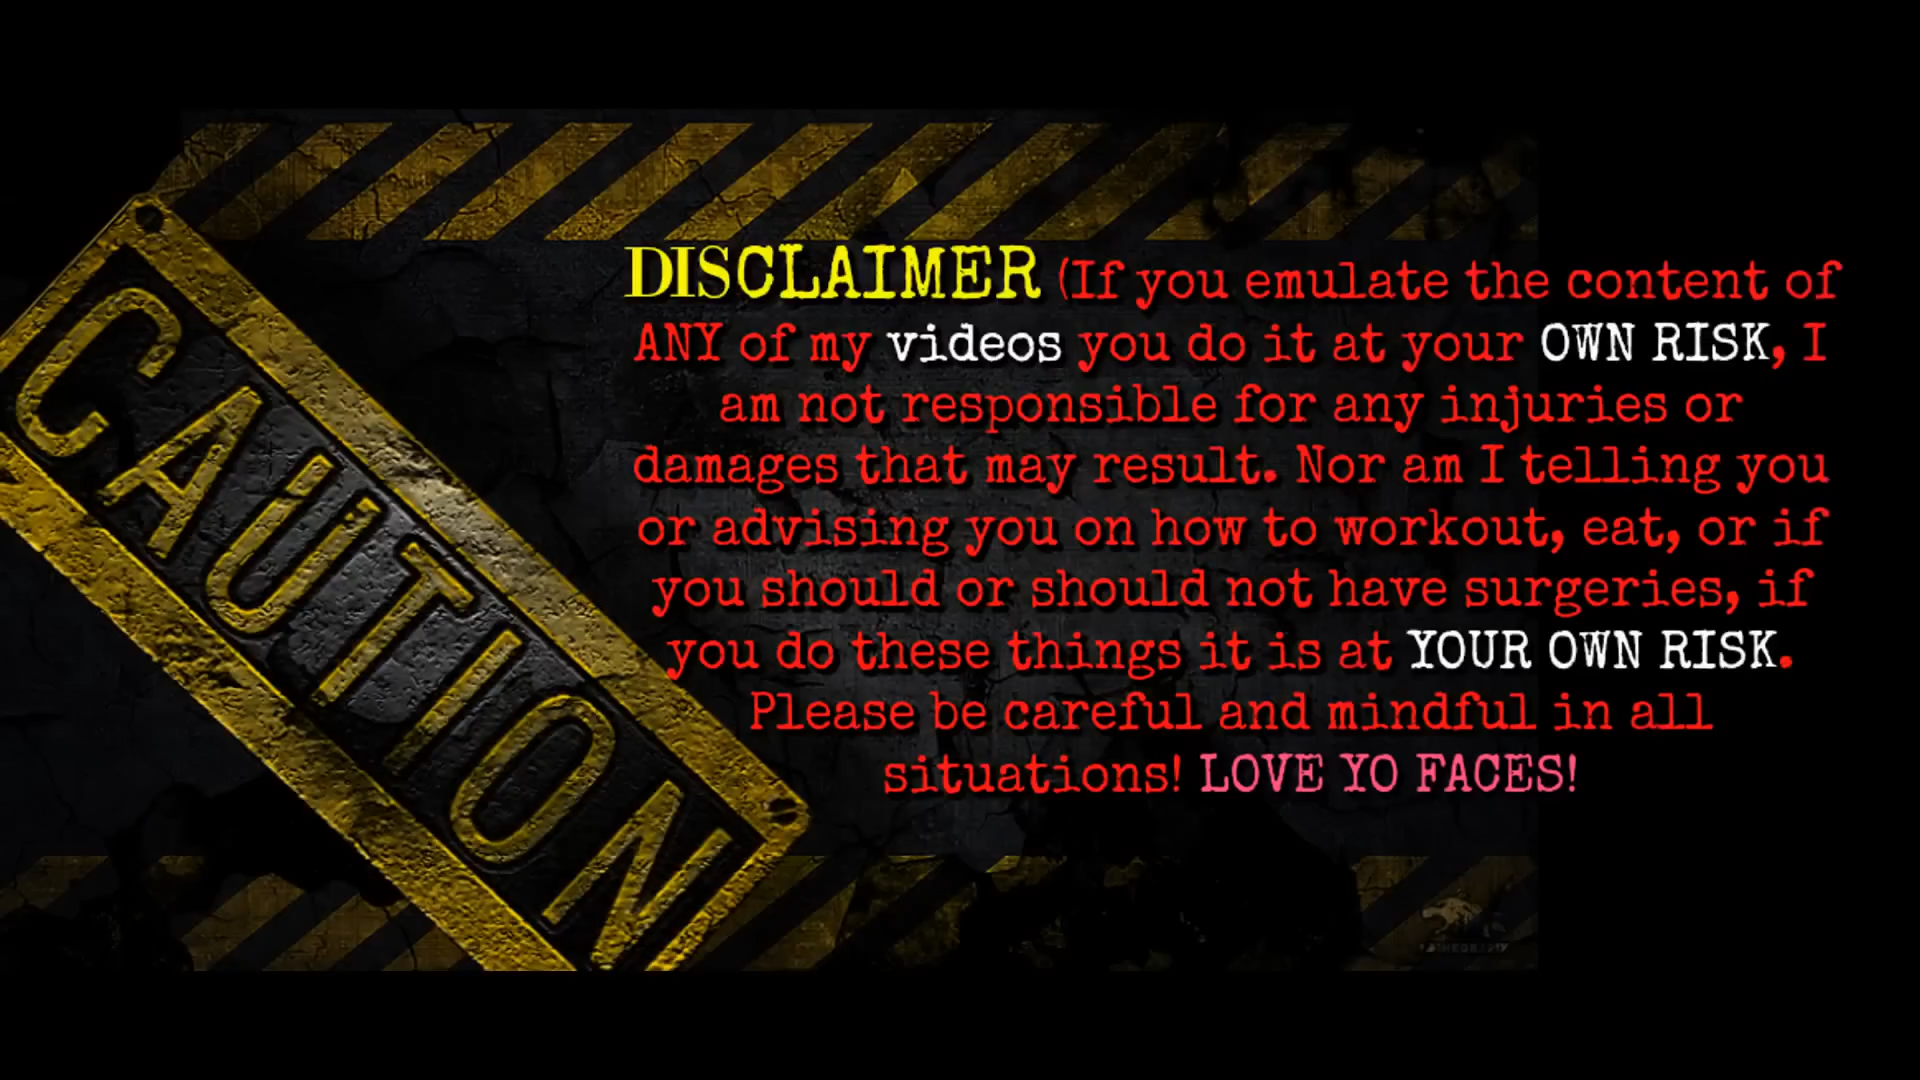 CAUTION
DISCLAIMER (If you emulate the content of
ANY of my videos you do it at your OWN RISK, I
am not responsible for any injuries or
damages that may result. Nor am I telling you
or advising you on how to workout, eat, or if
you should or should not have surgeries, if
you do these things it is at YOUR OWN RISK.
Please be careful and mindful in all
situations! LOVE YO FACES!